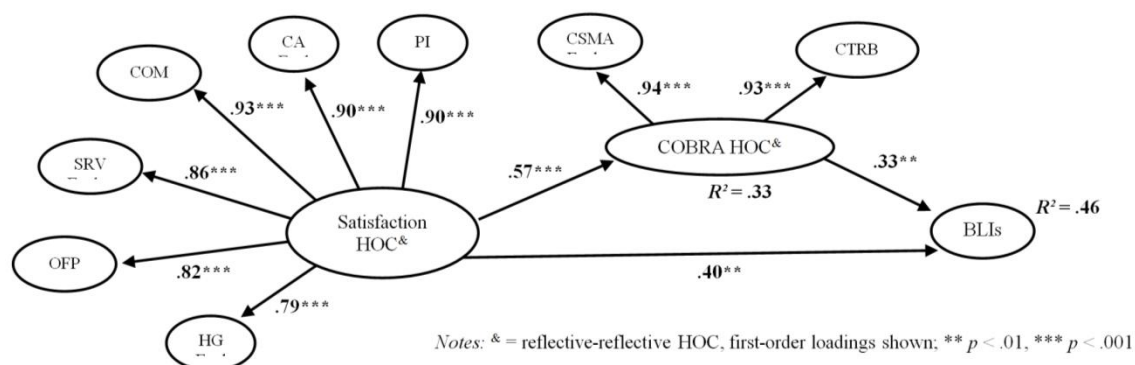 CA
PI
CSMA
CTRB
COM
.93***
.90***
.90***
.94***
.93***
SRV
.86***
COBRA HOC&
.57***
.33**
R² = .33
R² = .46
Satisfaction
HOC&
BLIs
OFP
.82***
.40**
.79***
HG
Notes: & = reflective-reflective HOC, first-order loadings shown; ** p < .01, *** p < .001